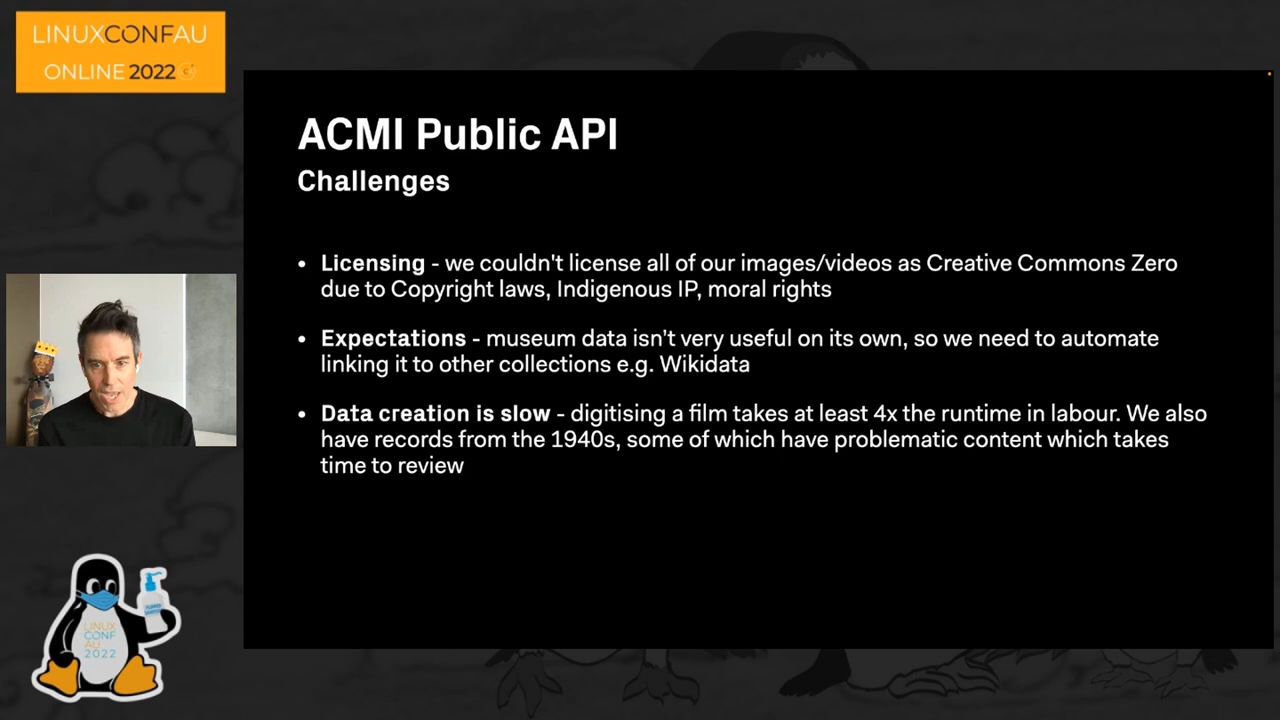 LINUXCONFAU
ONLINE 2022
ACMI Public API
Challenges
• Licensing - we couldn't license all of our images/videos as Creative Commons Zero
due to Copyright laws, Indigenous IP, moral rights
• Expectations - museum data isn’t very useful on its own, so we need to automate
linking it to other collections e.g. Wikidata
• Data creation is slow - digitising a film takes at least 4x the runtime in labour. We also
have records from the 1940s, some of which have problematic content which takes
time to review
LINUX
CONF
AU
2022